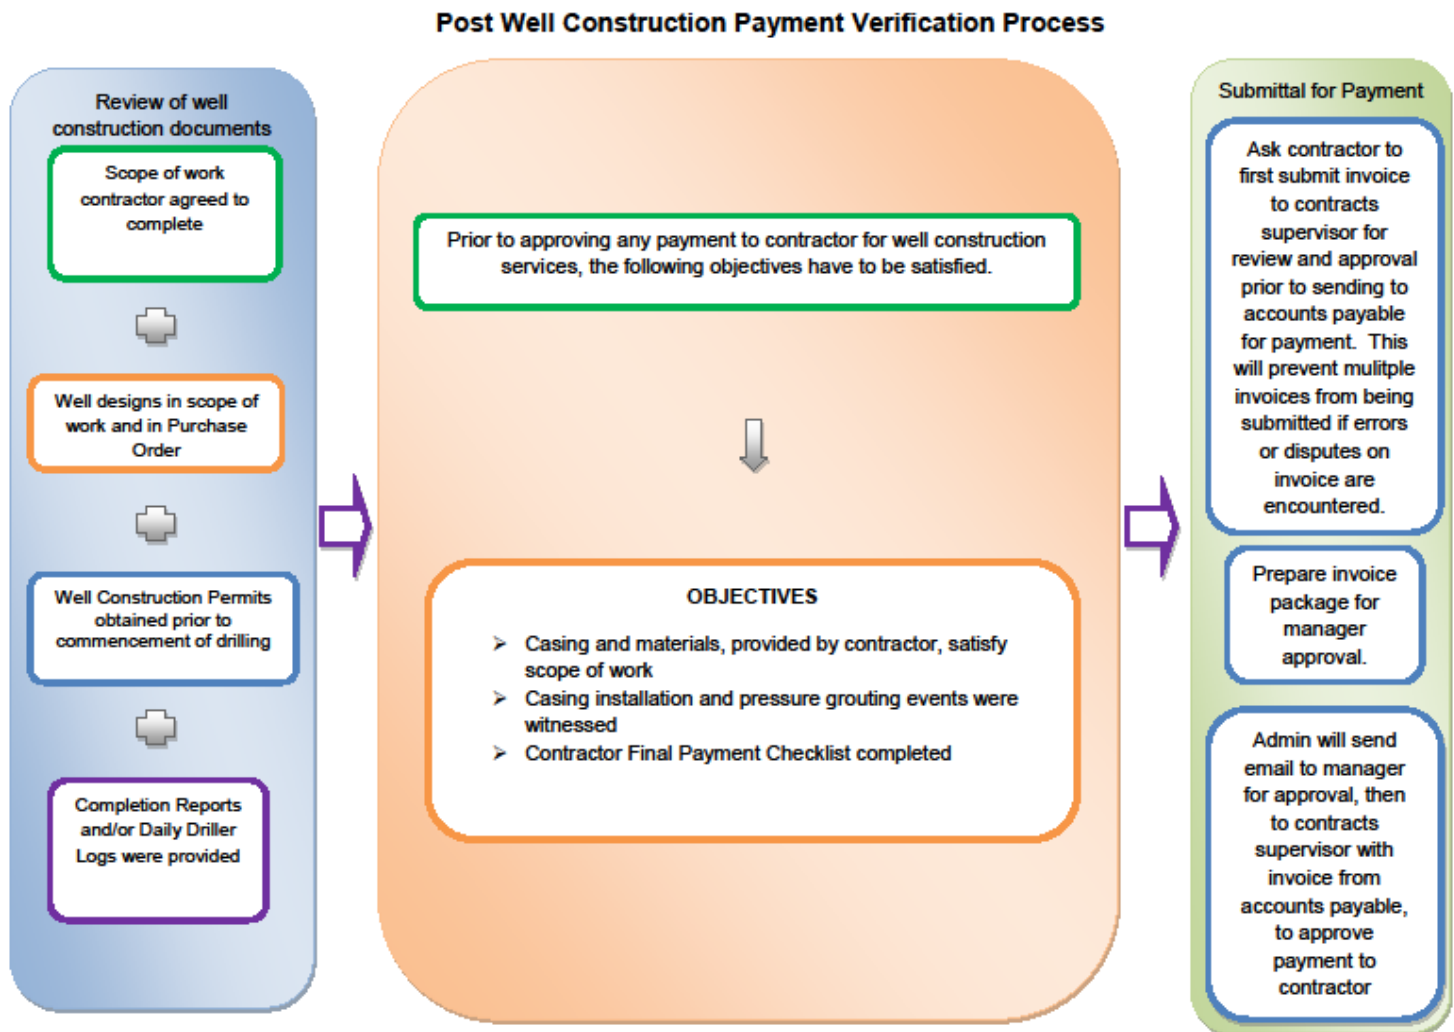 Post Well Construction Payment Verification Process
Review of well
construction documents
Scope of work
contractor agreed to
complete
Well designs in scope of
work and in Purchase
Order
Well Construction Permits
obtained prior to
commencement of drilling
Completion Reports
and/or Daily Driller
Logs were provided
Prior to approving any payment to contractor for well construction
services, the following objectives have to be satisfied.
OBJECTIVES
➢ Casing and materials, provided by contractor, satisfy
scope of work
➢ Casing installation and pressure grouting events were
witnessed
➢ Contractor Final Payment Checklist completed
Submittal for Payment
Ask contractor to
first submit invoice
to contracts
supervisor for
review and approval
prior to sending to
accounts payable
for payment. This
will prevent mulitple
invoices from being
submitted if errors
or disputes on
invoice are
encountered.
Prepare invoice
package for
manager
approval.
Admin will send
email to manager
for approval, then
to contracts
supervisor with
invoice from
accounts payable,
to approve
payment to
contractor